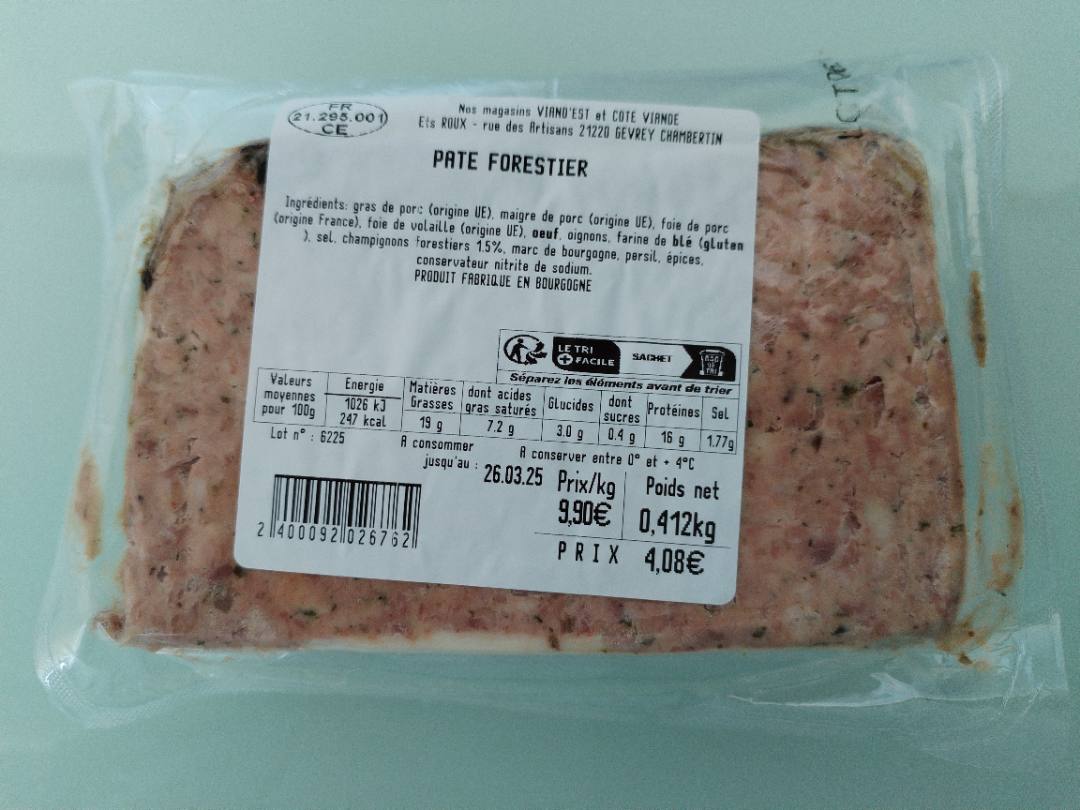 FR
21.295.001
CE
Nos magasins VIAND'EST et COTE VIANDE
Ets ROUX - rue des Artisans 21220 GEVREY CHAMBERTIN
PATE FORESTIER
Ingrédients: gras de porc (origine UE), maigre de porc (origine UE), foie de porc
(origine France), foie de volaille (origine UE), oeuf, oignons, farine de blé (gluten
), sel, champignons forestiers 1.5%, marc de bourgogne, persil, épices,
conservateur nitrite de sodium.
PRODUIT FABRIQUE EN BOURGOGNE
LE TRI
+ FACILE
SACHET
BAC
DE
TRI
Séparez les éléments avant de trier
Valeurs moyennes pour 100g
Energie
Matières Grasses
dont acides gras saturés
Glucides
dont sucres
Protéines
Sel
1026 kJ
247 kcal
19 g
7.2 g
3.0 g
0.4 g
16 g
1.77g
Lot n° : 6225
A consommer
jusqu'au : 26.03.25
A conserver entre 0° et + 4°C
Prix/kg
9,90€
Poids net
0,412kg
PRIX 4,08€
2 400092 026762